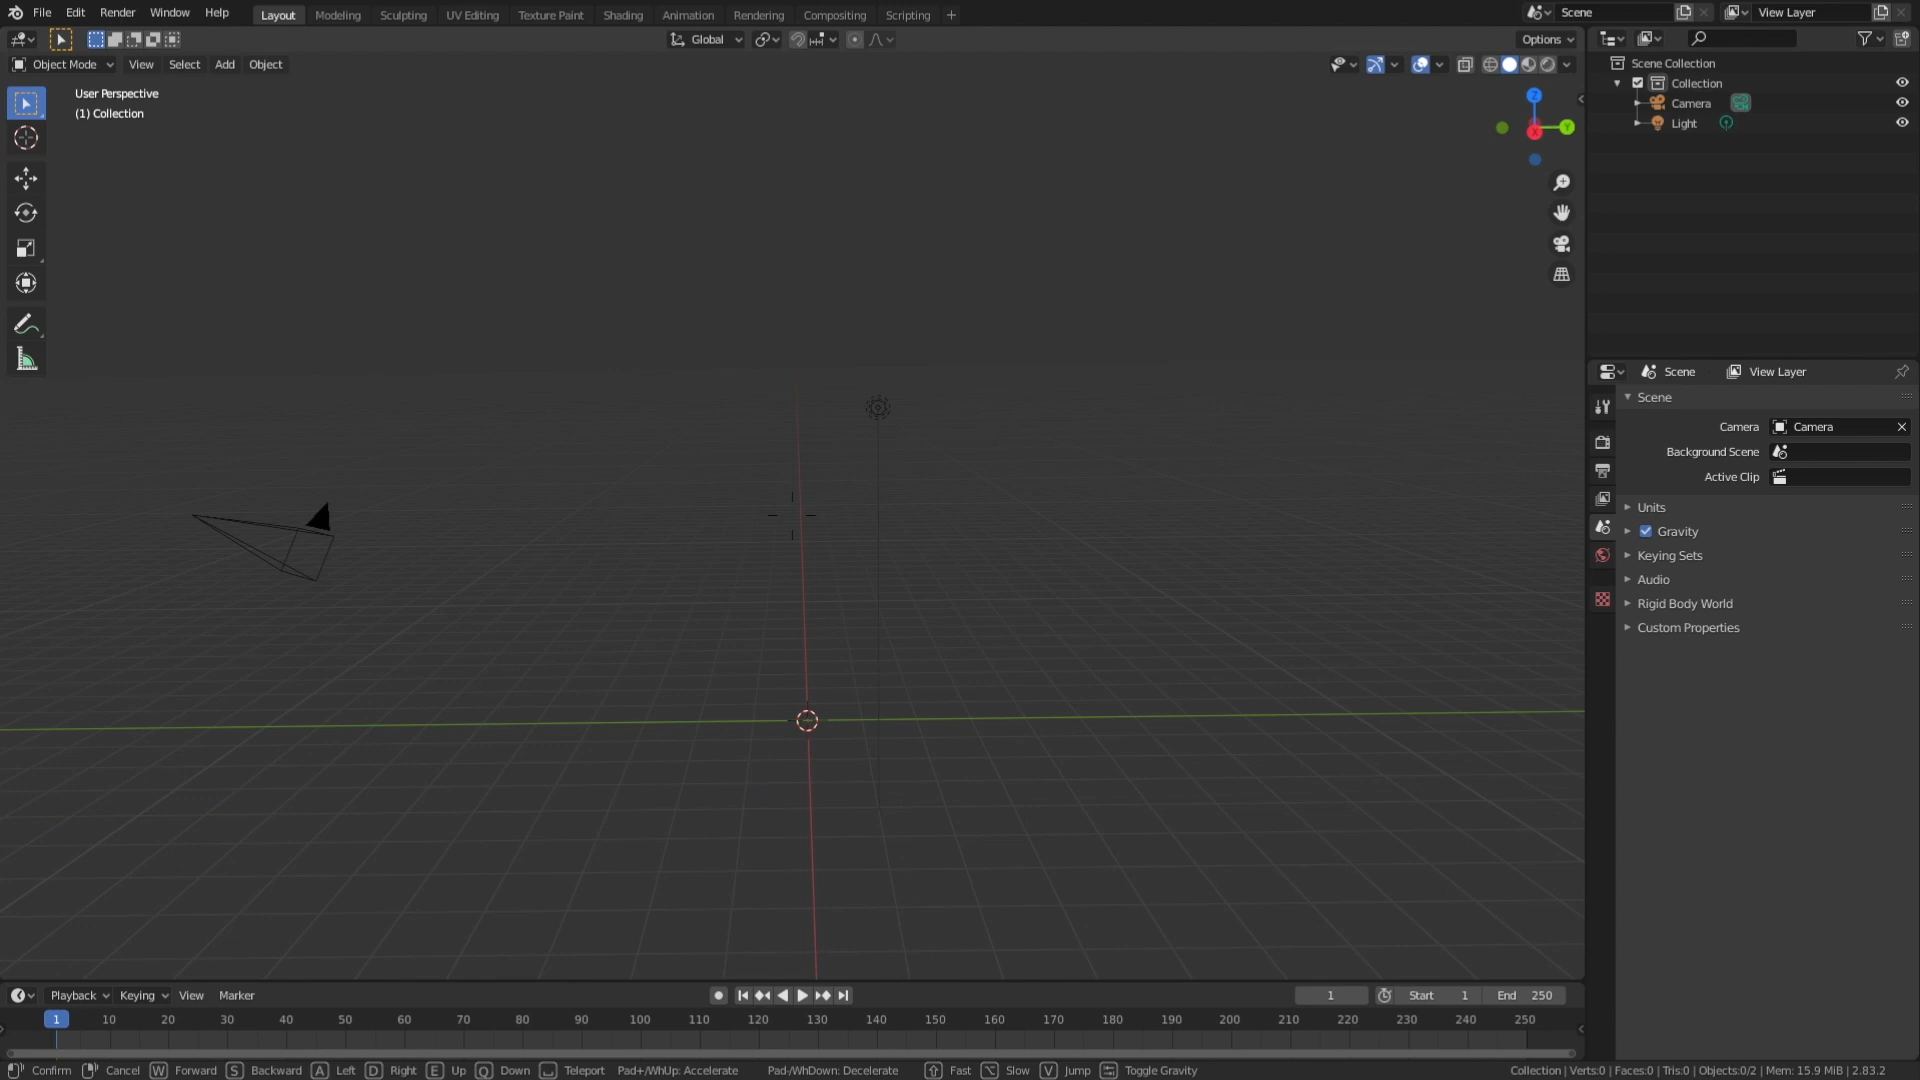 File Edit Render Window Help Layout Modeling Sculpting UV Editing Texture Paint Shading Animation Rendering Compositing Scripting + Scene View Layer
Global Options
Object Mode View Select Add Object
User Perspective
(1) Collection
Z
Y
X
Scene Collection
Collection
Camera
Light
Scene View Layer
Scene
Camera Camera
Background Scene
Active Clip
Units
Gravity
Keying Sets
Audio
Rigid Body World
Custom Properties
Playback Keying View Marker 1 Start 1 End 250
1 10 20 30 40 50 60 70 80 90 100 110 120 130 140 150 160 170 180 190 200 210 220 230 240 250
Confirm Cancel W Forward S Backward A Left D Right E Up Q Down Teleport Pad+/WhUp: Accelerate Pad-/WhDown: Decelerate Fast Slow V Jump Toggle Gravity Collection | Verts:0 | Faces:0 | Tris:0 | Objects:0/2 | Mem: 15.9 MiB | 2.83.2